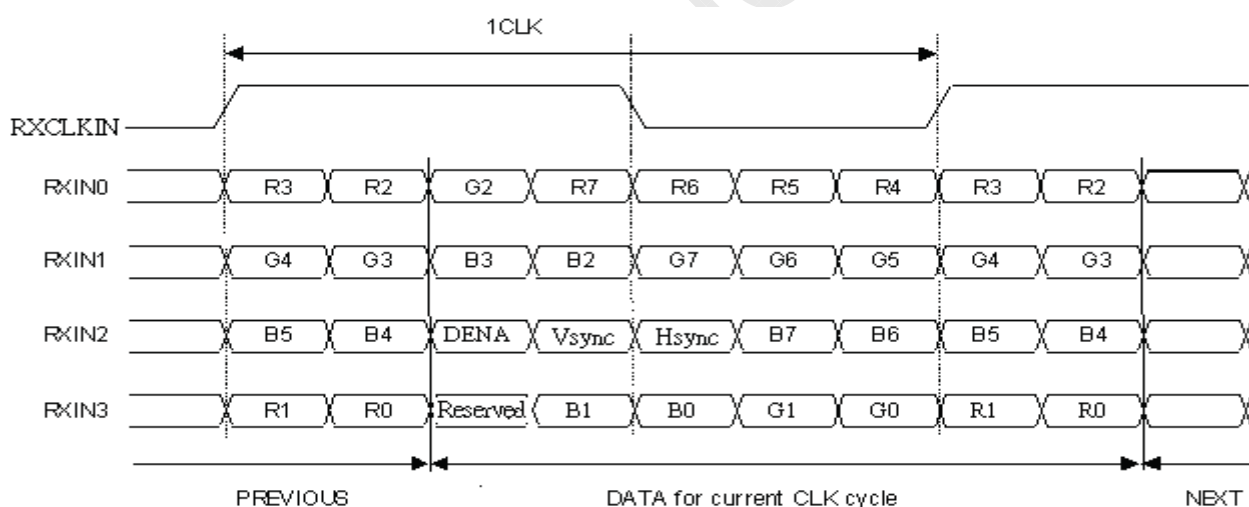 1CLK
RXCLKIN
RXIN0 R3 R2 G2 R7 R6 R5 R4 R3 R2
RXIN1 G4 G3 B3 B2 G7 G6 G5 G4 G3
RXIN2 B5 B4 DENA Vsync Hsync B7 B6 B5 B4
RXIN3 R1 R0 Reserved B1 B0 G1 G0 R1 R0
PREVIOUS DATA for current CLK cycle NEXT